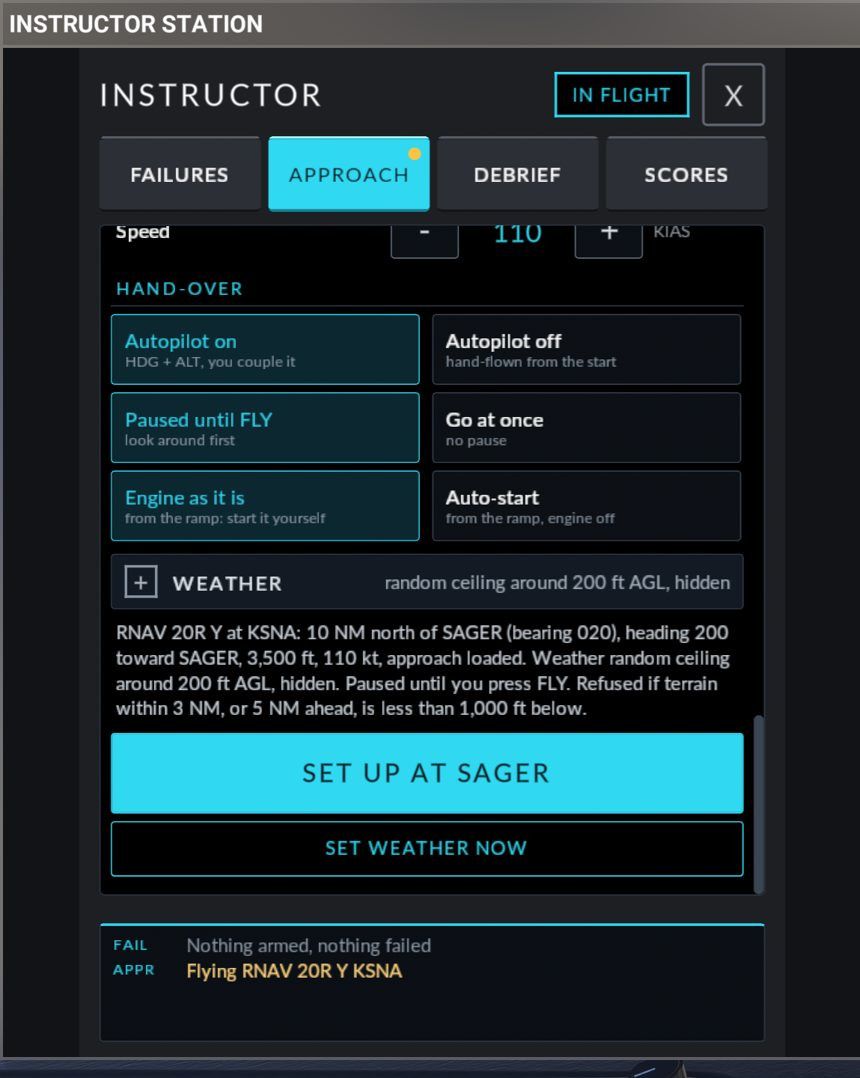 INSTRUCTOR STATION
INSTRUCTOR
IN FLIGHT
X
FAILURES
APPROACH
DEBRIEF
SCORES
Speed
-
110
+
KIAS
HAND-OVER
Autopilot on
HDG + ALT, you couple it
Autopilot off
hand-flown from the start
Paused until FLY
look around first
Go at once
no pause
Engine as it is
from the ramp: start it yourself
Auto-start
from the ramp, engine off
+
WEATHER
random ceiling around 200 ft AGL, hidden
RNAV 20R Y at KSNA: 10 NM north of SAGER (bearing 020), heading 200
toward SAGER, 3,500 ft, 110 kt, approach loaded. Weather random ceiling
around 200 ft AGL, hidden. Paused until you press FLY. Refused if terrain
within 3 NM, or 5 NM ahead, is less than 1,000 ft below.
SET UP AT SAGER
SET WEATHER NOW
FAIL
Nothing armed, nothing failed
APPR
Flying RNAV 20R Y KSNA